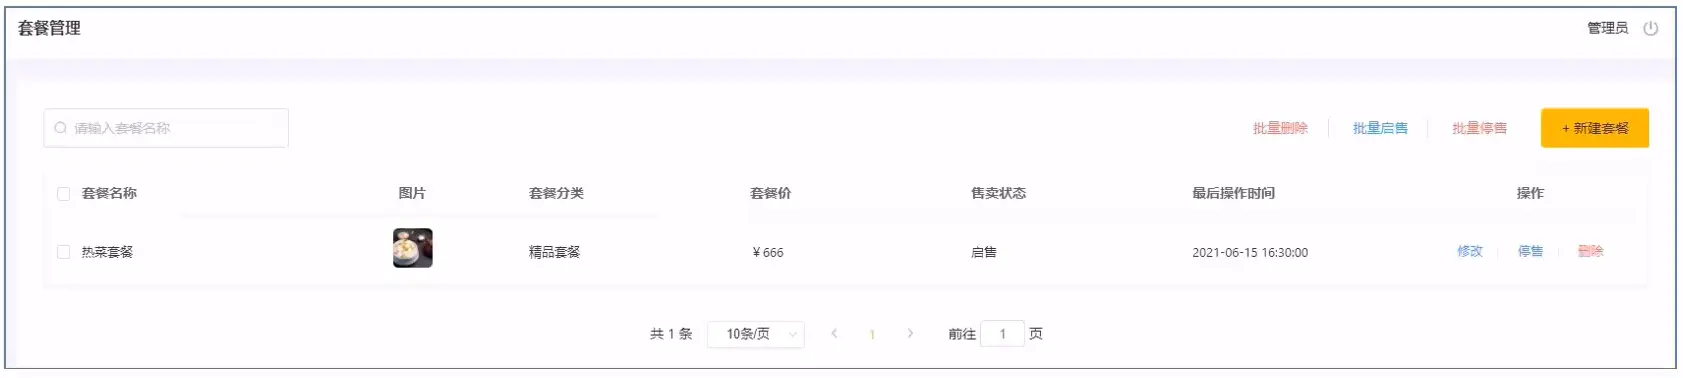 套餐管理 管理员
请输入套餐名称 批量删除 批量启售 批量停售 + 新建套餐
套餐名称 图片 套餐分类 套餐价 售卖状态 最后操作时间 操作
热菜套餐 精品套餐 ¥ 666 启售 2021-06-15 16:30:00 修改 停售 删除
共 1 条 10条/页 1 前往 1 页